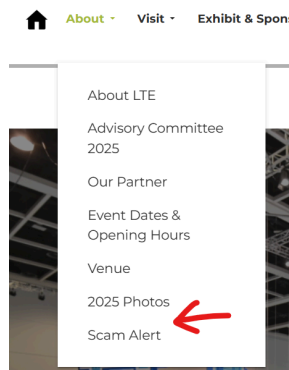 About Visit Exhibit & Spons
About LTE
Advisory Committee
2025
Our Partner
Event Dates &
Opening Hours
Venue
2025 Photos
Scam Alert